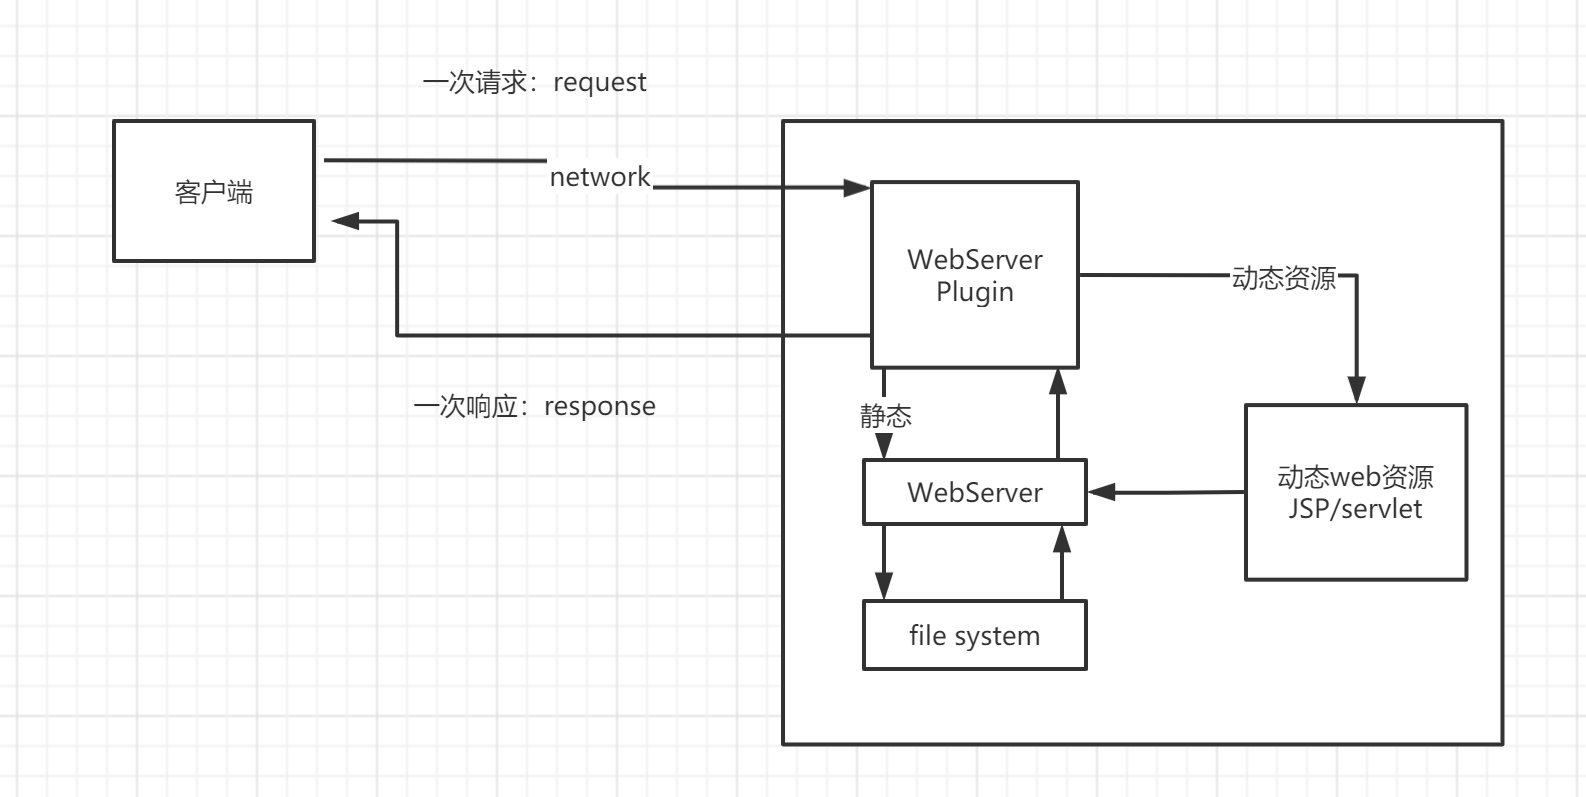 一次请求：request
客户端
network
WebServer
Plugin
动态资源
一次响应：response
静态
WebServer
动态web资源
JSP/servlet
file system